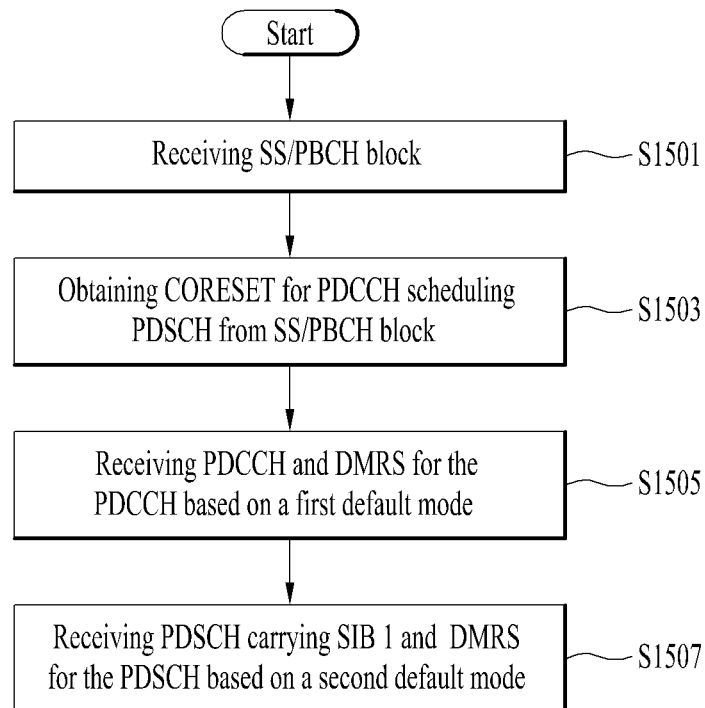 Start
Receiving SS/PBCH block
S1501
Obtaining CORESET for PDCCH scheduling
PDSCH from SS/PBCH block
S1503
Receiving PDCCH and DMRS for the
PDCCH based on a first default mode
S1505
Receiving PDSCH carrying SIB 1 and DMRS
for the PDSCH based on a second default mode
S1507